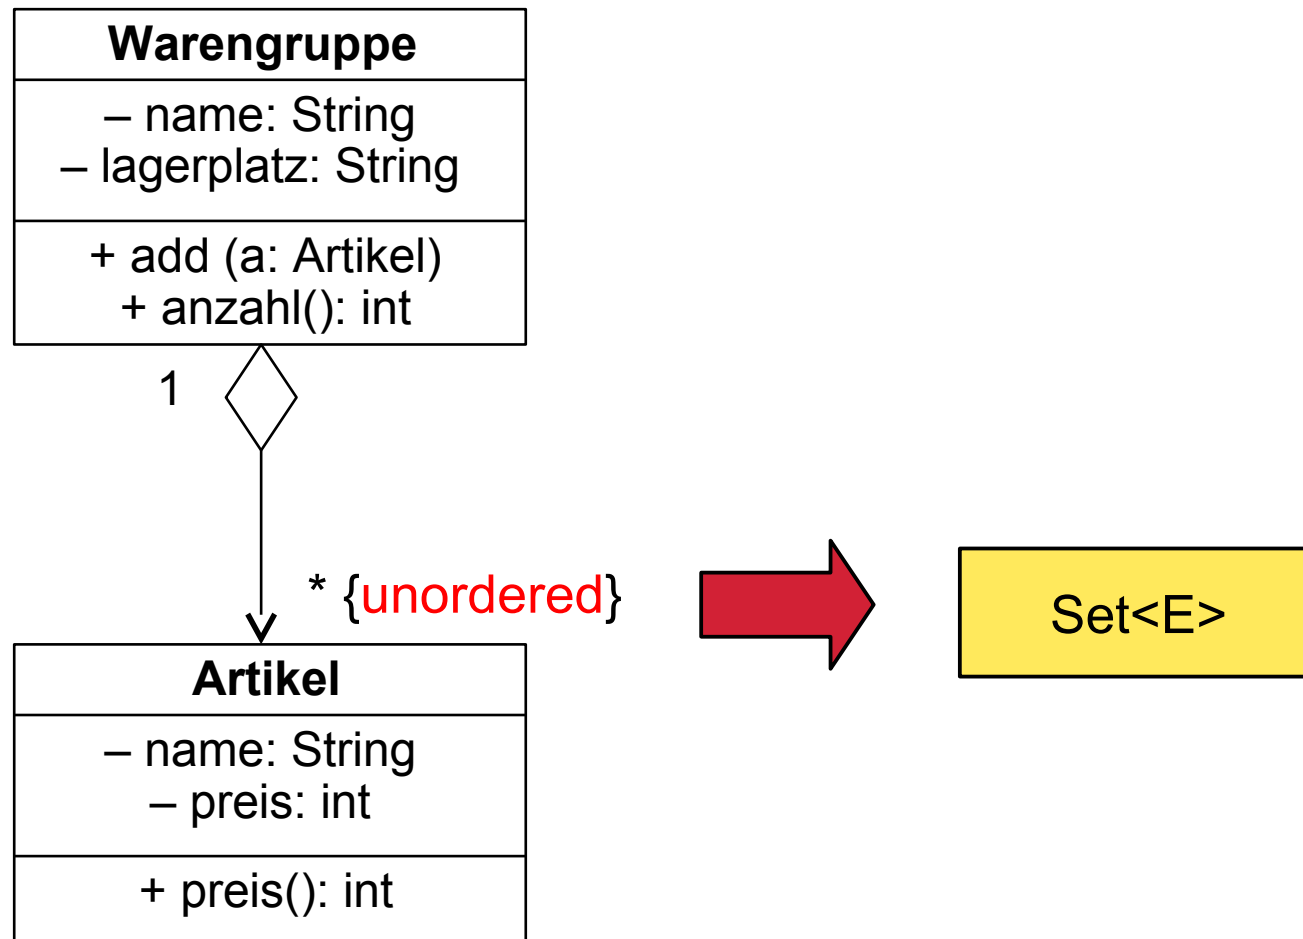 Warengruppe
– name: String
– lagerplatz: String
+ add (a: Artikel)
+ anzahl(): int
1
* {unordered}
Set<E>
Artikel
– name: String
– preis: int
+ preis(): int